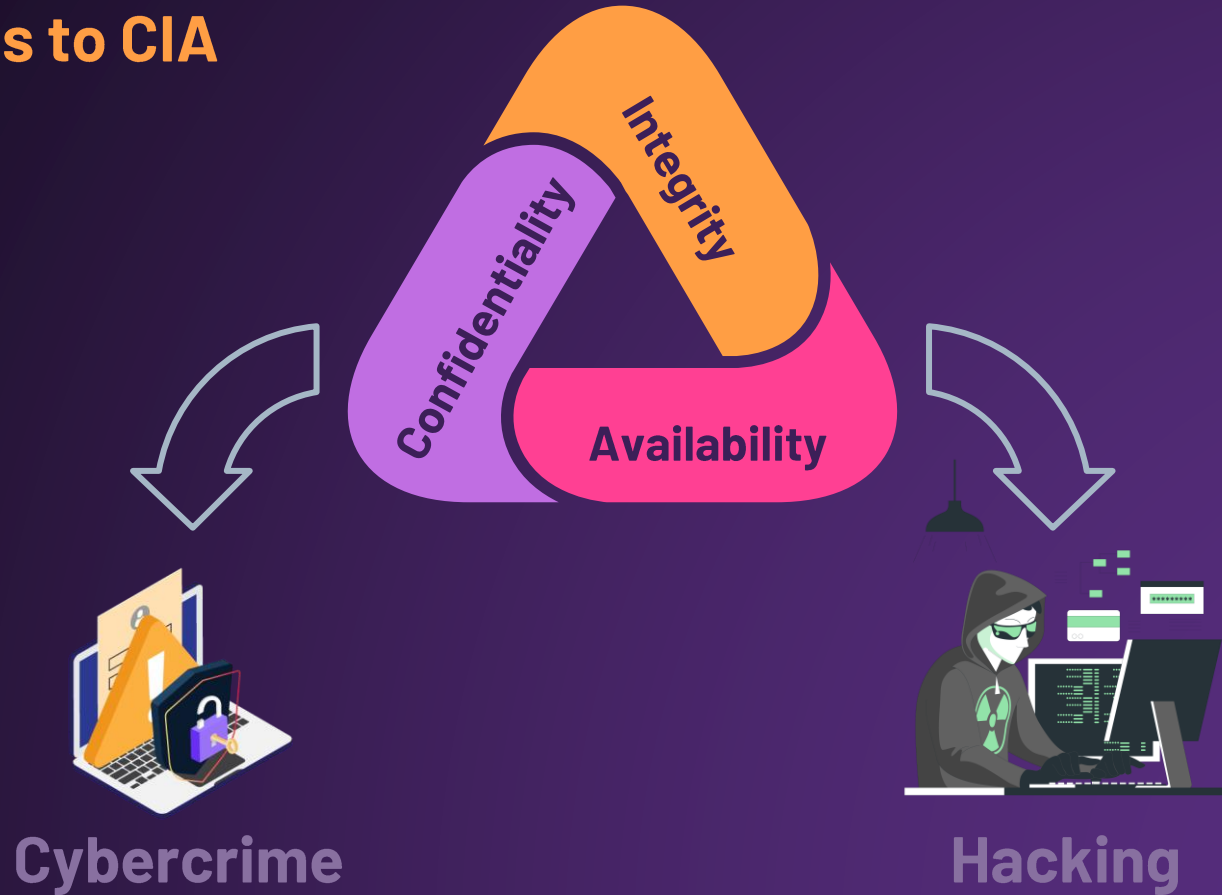 s to CIA
Integrity
Confidentiality
Availability
Cybercrime
Hacking